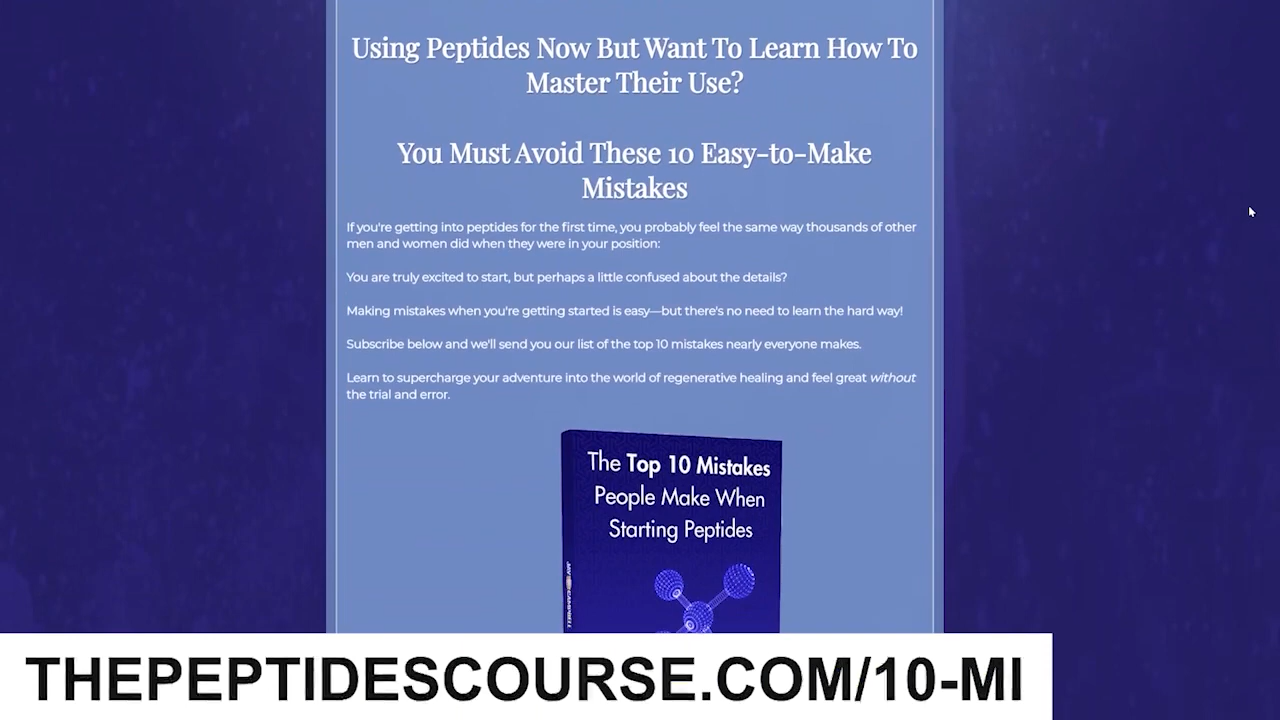 Using Peptides Now But Want To Learn How To
Master Their Use?
You Must Avoid These 10 Easy-to-Make
Mistakes
If you're getting into peptides for the first time, you probably feel the same way thousands of other
men and women did when they were in your position:
You are truly excited to start, but perhaps a little confused about the details?
Making mistakes when you're getting started is easy—but there's no need to learn the hard way!
Subscribe below and we'll send you our list of the top 10 mistakes nearly everyone makes.
Learn to supercharge your adventure into the world of regenerative healing and feel great without
the trial and error.
The Top 10 Mistakes
People Make When
Starting Peptides
THEPEPTIDESCOURSE.COM/10-MI